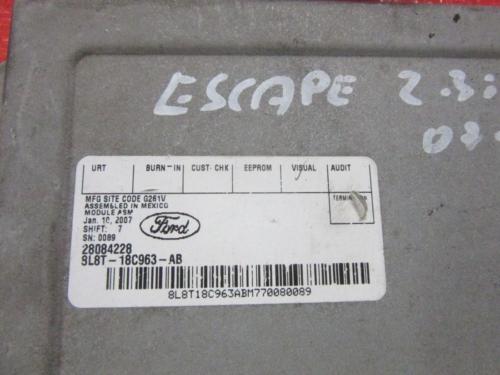 ESCAPE 2.3i
URT BURN-IN CUST-CHK EEPROM VISUAL AUDIT
MFG SITE CODE G261V
ASSEMBLED IN MEXICO
MODULE ASM
Jan. 10, 2007
SHIFT: 7
SN: 0089
Ford
28084228
8L8T-18C963-AB
8L8T18C963ABM770080089